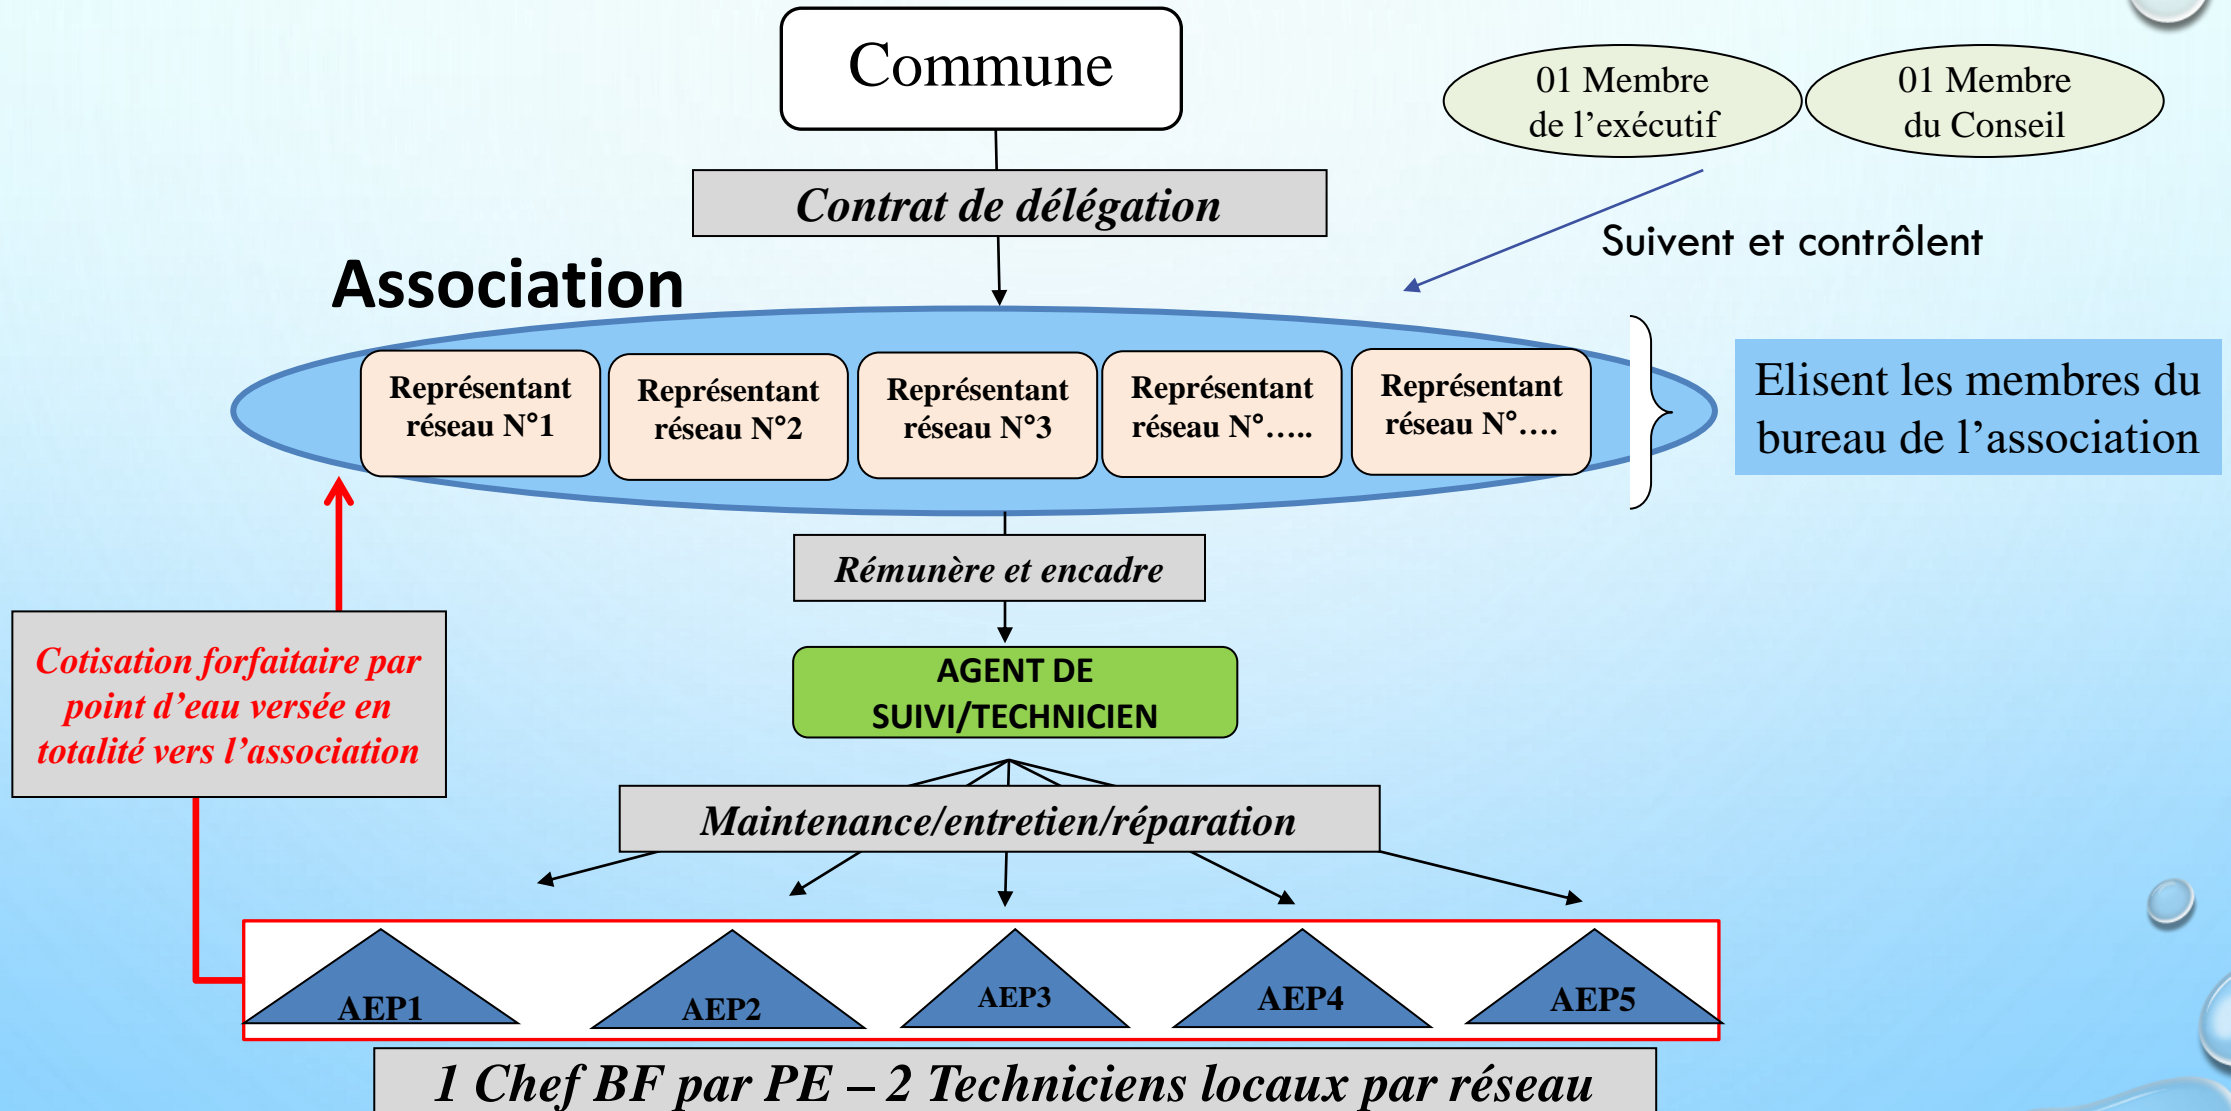 Commune
01 Membre
de l’exécutif
01 Membre
du Conseil
Contrat de délégation
Suivent et contrôlent
Association
Représentant
réseau N°1
Représentant
réseau N°2
Représentant
réseau N°3
Représentant
réseau N°…..
Représentant
réseau N°….
Elisent les membres du
bureau de l’association
Rémunère et encadre
Cotisation forfaitaire par
point d’eau versée en
totalité vers l’association
AGENT DE
SUIVI/TECHNICIEN
Maintenance/entretien/réparation
AEP1
AEP2
AEP3
AEP4
AEP5
1 Chef BF par PE – 2 Techniciens locaux par réseau